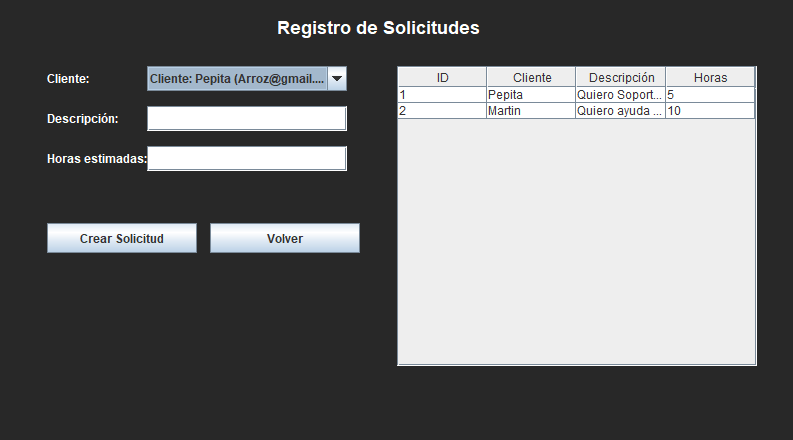 Registro de Solicitudes
Cliente: Cliente: Pepita (Arroz@gmail....
Descripción:
Horas estimadas:
Crear Solicitud Volver
ID Cliente Descripción Horas
1 Pepita Quiero Soport... 5
2 Martin Quiero ayuda ... 10